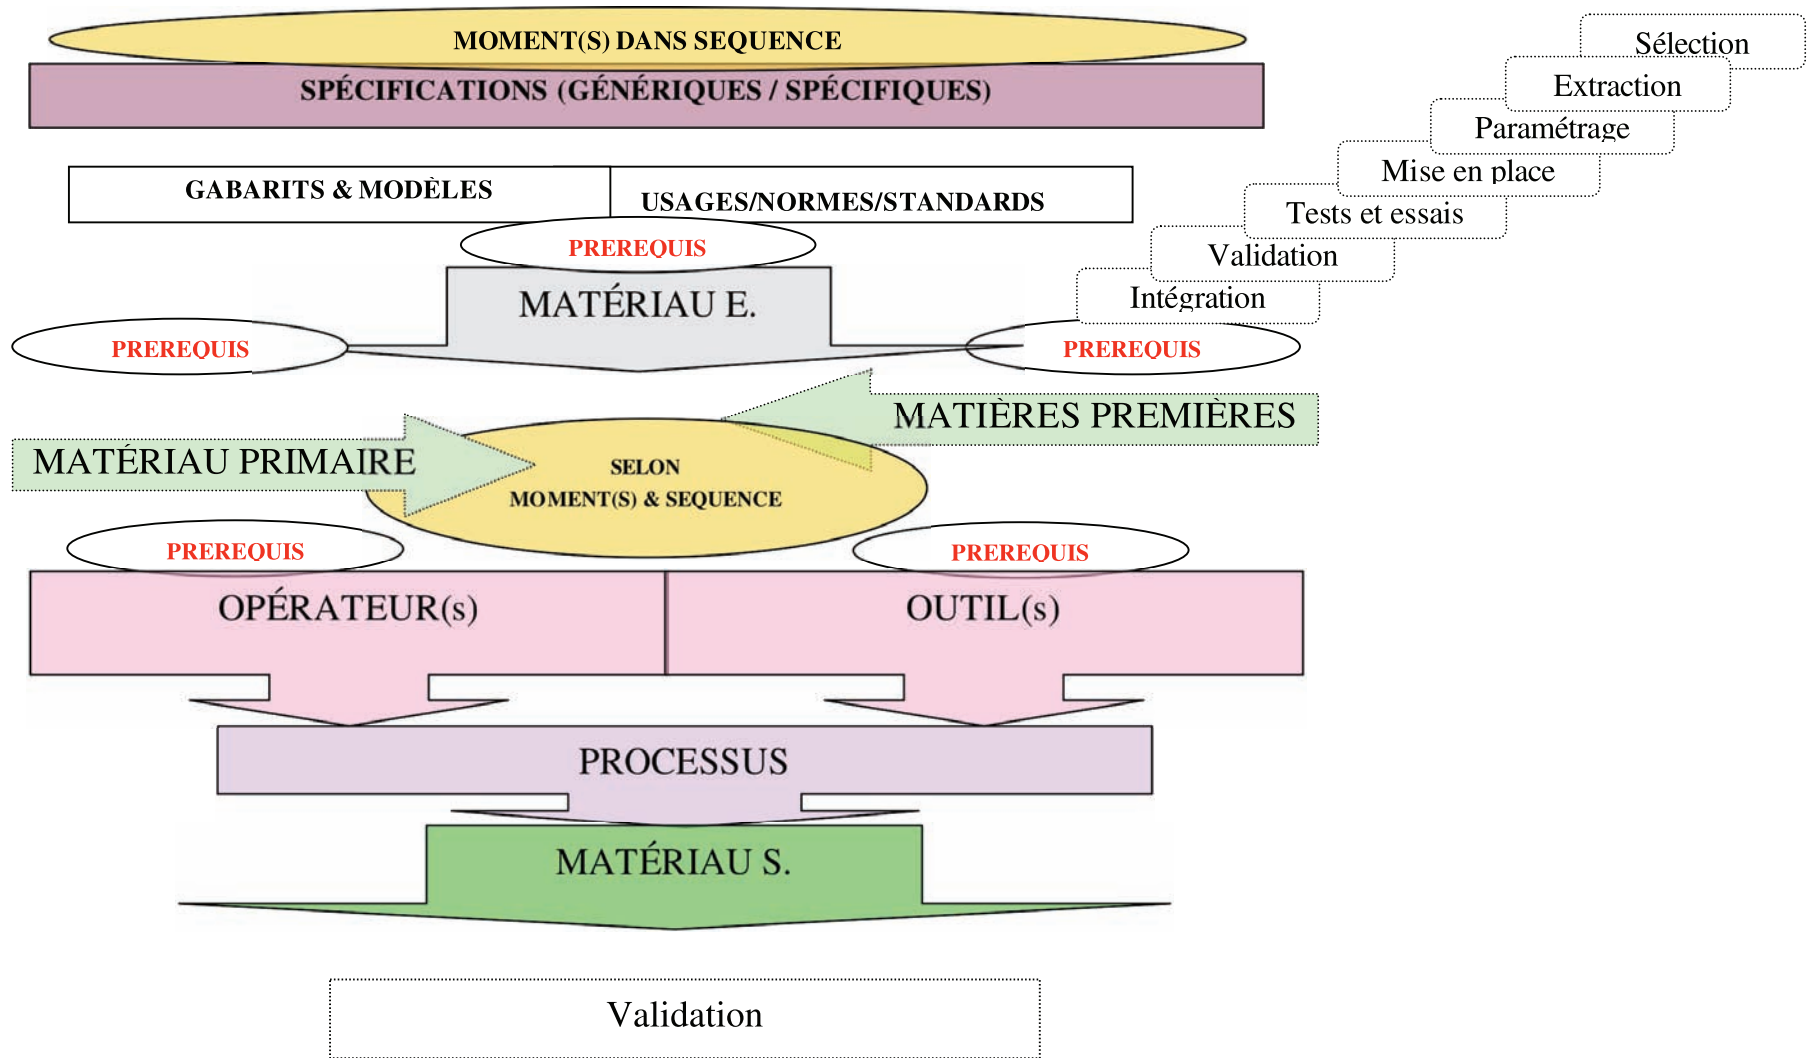 MOMENT(S) DANS SEQUENCE
SPÉCIFICATIONS (GÉNÉRIQUES / SPÉCIFIQUES)
Sélection
Extraction
Paramétrage
Mise en place
Tests et essais
Validation
Intégration
GABARITS & MODÈLES
USAGES/NORMES/STANDARDS
PREREQUIS
MATÉRIAU E.
PREREQUIS
PREREQUIS
MATIÈRES PREMIÈRES
MATÉRIAU PRIMAIRE
SELON
MOMENT(S) & SEQUENCE
PREREQUIS
PREREQUIS
OPÉRATEUR(s)
OUTIL(s)
PROCESSUS
MATÉRIAU S.
Validation